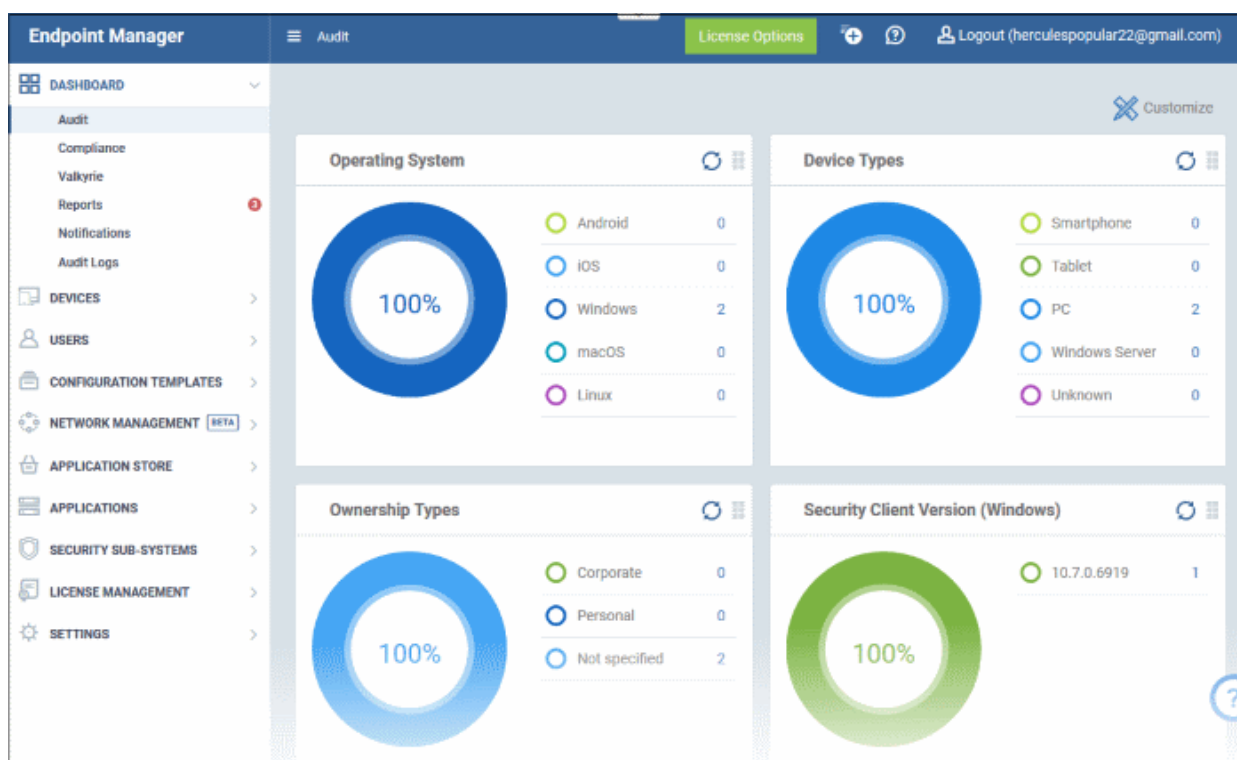 Endpoint Manager
Audit
License Options
Logout (herculespopular22@gmail.com)
DASHBOARD
Audit
Compliance
Valkyrie
Reports 3
Notifications
Audit Logs
DEVICES
USERS
CONFIGURATION TEMPLATES
NETWORK MANAGEMENT BETA
APPLICATION STORE
APPLICATIONS
SECURITY SUB-SYSTEMS
LICENSE MANAGEMENT
SETTINGS
Customize
Operating System
100%
Android 0
iOS 0
Windows 2
macOS 0
Linux 0
Device Types
100%
Smartphone 0
Tablet 0
PC 2
Windows Server 0
Unknown 0
Ownership Types
100%
Corporate 0
Personal 0
Not specified 2
Security Client Version (Windows)
100%
10.7.0.6919 1
?